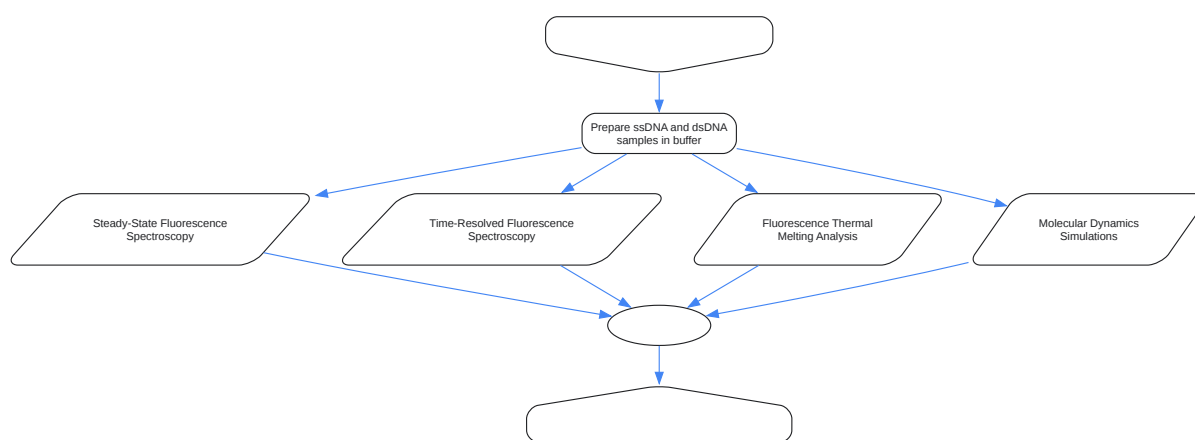 Prepare ssDNA and dsDNA
samples in buffer
Steady-State Fluorescence
Spectroscopy
Time-Resolved Fluorescence
Spectroscopy
Fluorescence Thermal
Melting Analysis
Molecular Dynamics
Simulations